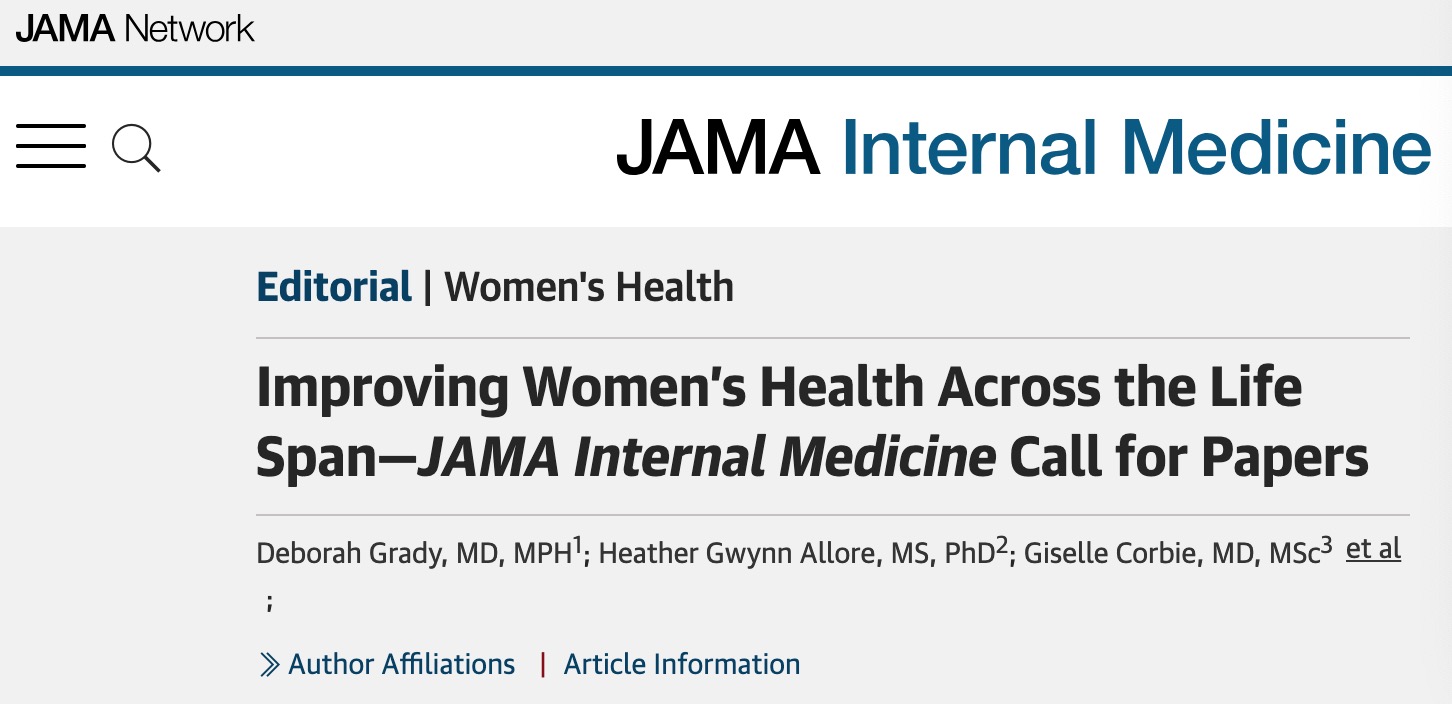 JAMA Network
JAMA Internal Medicine
Editorial | Women's Health
Improving Women’s Health Across the Life
Span—JAMA Internal Medicine Call for Papers
Deborah Grady, MD, MPH1; Heather Gwynn Allore, MS, PhD2; Giselle Corbie, MD, MSc3 et al
;
Author Affiliations | Article Information